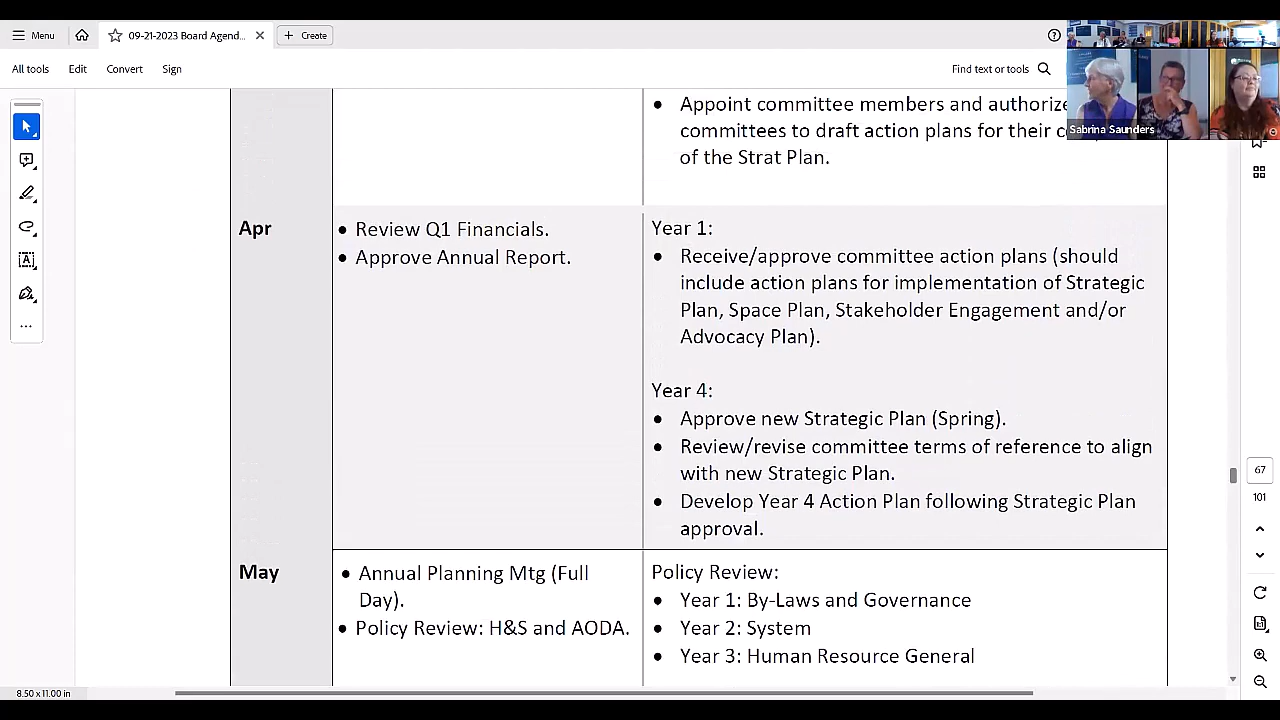 Menu
09-21-2023 Board Agend...
Create
All tools
Edit
Convert
Sign
Find text or tools
Sabrina Saunders
• Appoint committee members and authorize
committees to draft action plans for their c
of the Strat Plan.
Apr
• Review Q1 Financials.
• Approve Annual Report.
Year 1:
• Receive/approve committee action plans (should
include action plans for implementation of Strategic
Plan, Space Plan, Stakeholder Engagement and/or
Advocacy Plan).
Year 4:
• Approve new Strategic Plan (Spring).
• Review/revise committee terms of reference to align
with new Strategic Plan.
• Develop Year 4 Action Plan following Strategic Plan
approval.
May
• Annual Planning Mtg (Full
Day).
• Policy Review: H&S and AODA.
Policy Review:
• Year 1: By-Laws and Governance
• Year 2: System
• Year 3: Human Resource General
67
101
8.50 x 11.00 in